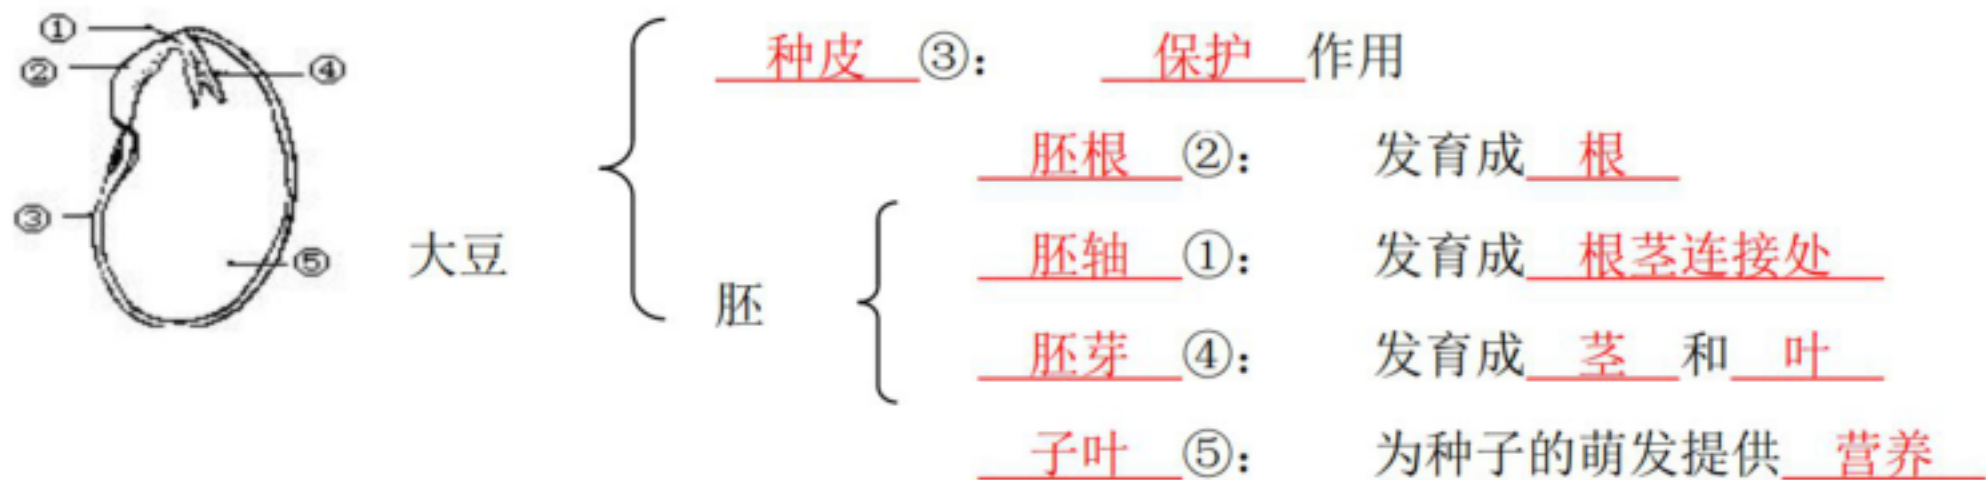 ①
②
④
③
⑤
大豆
种皮 ③： 保护 作用
胚根 ②： 发育成 根
胚轴 ①： 发育成 根茎连接处
胚
胚芽 ④： 发育成 茎 和 叶
子叶 ⑤： 为种子的萌发提供 营养